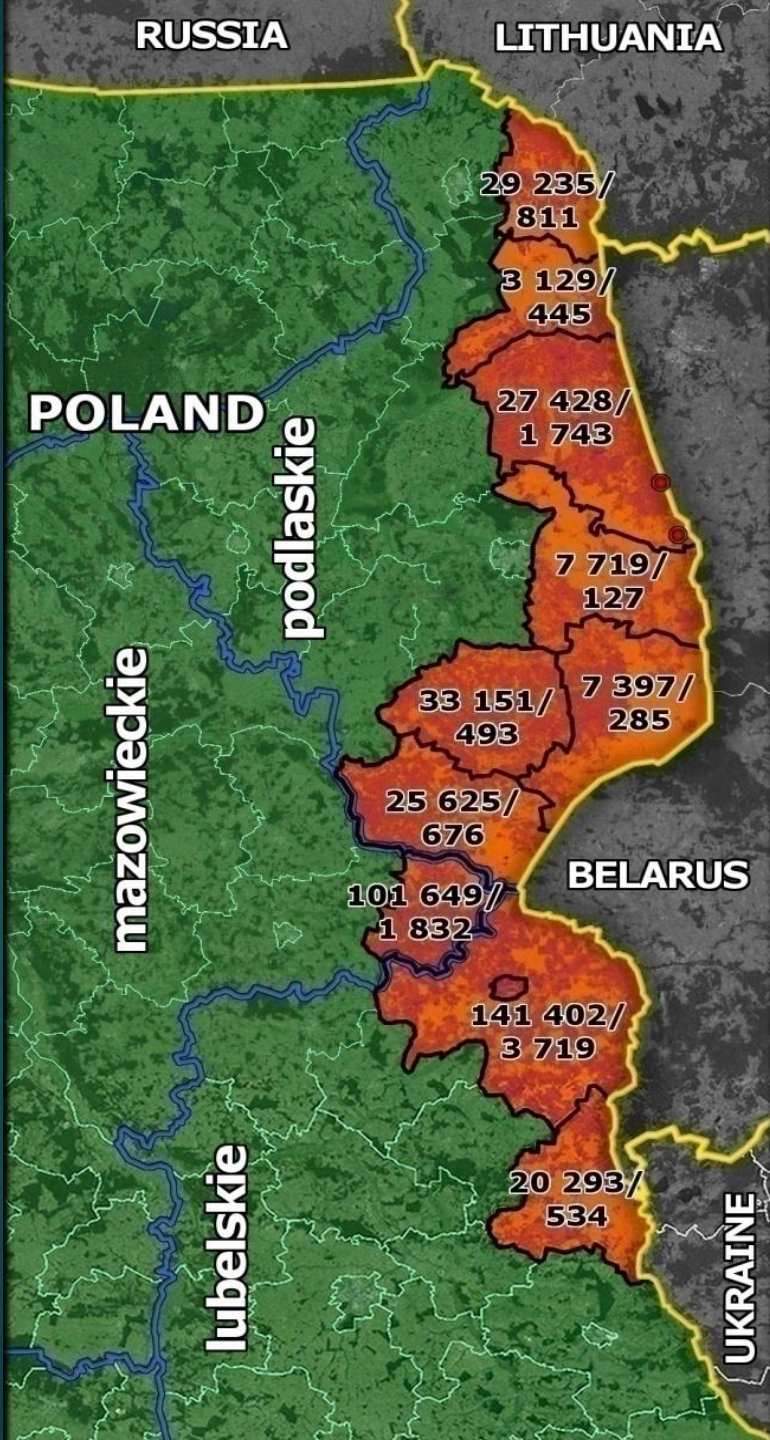 RUSSIA
LITHUANIA
29 235/
811
3 129/
445
27 428/
1 743
POLAND
podlaskie
7 719/
127
mazowieckie
33 151/
493
7 397/
285
25 625/
676
BELARUS
101 649/
1 832
141 402/
3 719
lubelskie
20 293/
534
UKRAINE